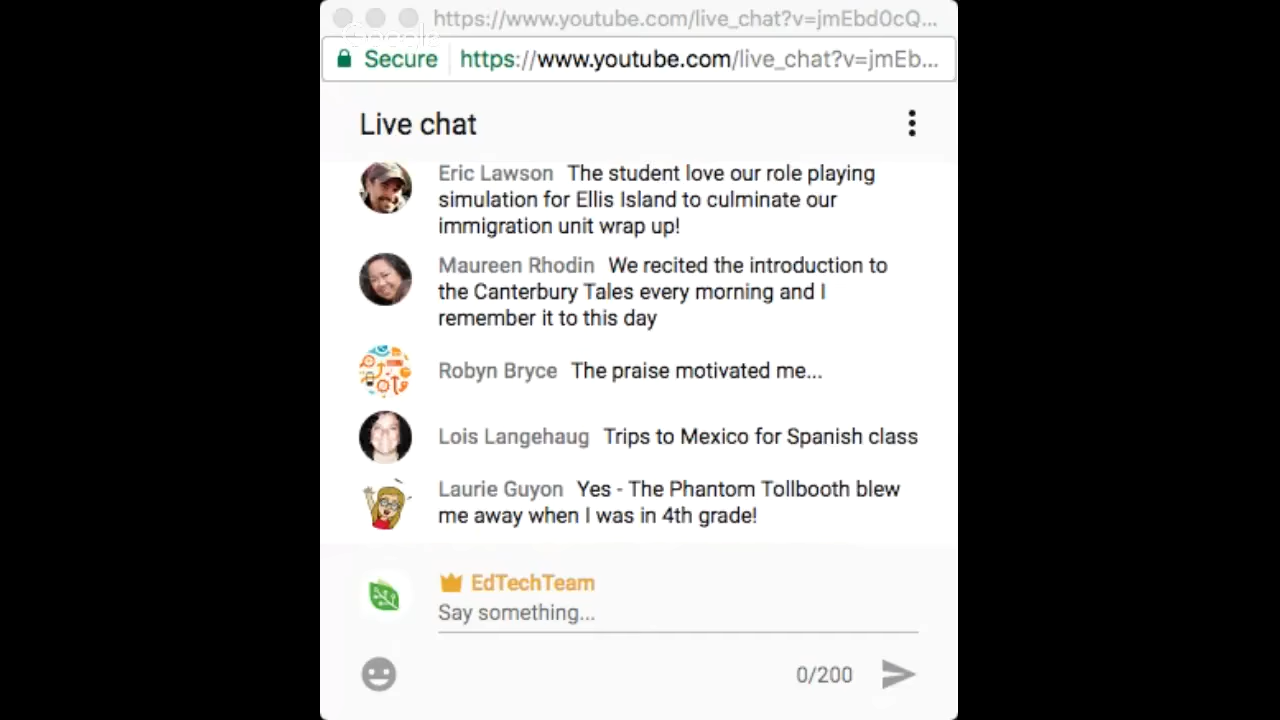 https://www.youtube.com/live_chat?v=jmEbd0cQ...
Google
Secure https://www.youtube.com/live_chat?v=jmEb...
Live chat
Eric Lawson The student love our role playing
simulation for Ellis Island to culminate our
immigration unit wrap up!
Maureen Rhodin We recited the introduction to
the Canterbury Tales every morning and I
remember it to this day
Robyn Bryce The praise motivated me...
Lois Langehaug Trips to Mexico for Spanish class
Laurie Guyon Yes - The Phantom Tollbooth blew
me away when I was in 4th grade!
EdTechTeam
Say something...
0/200